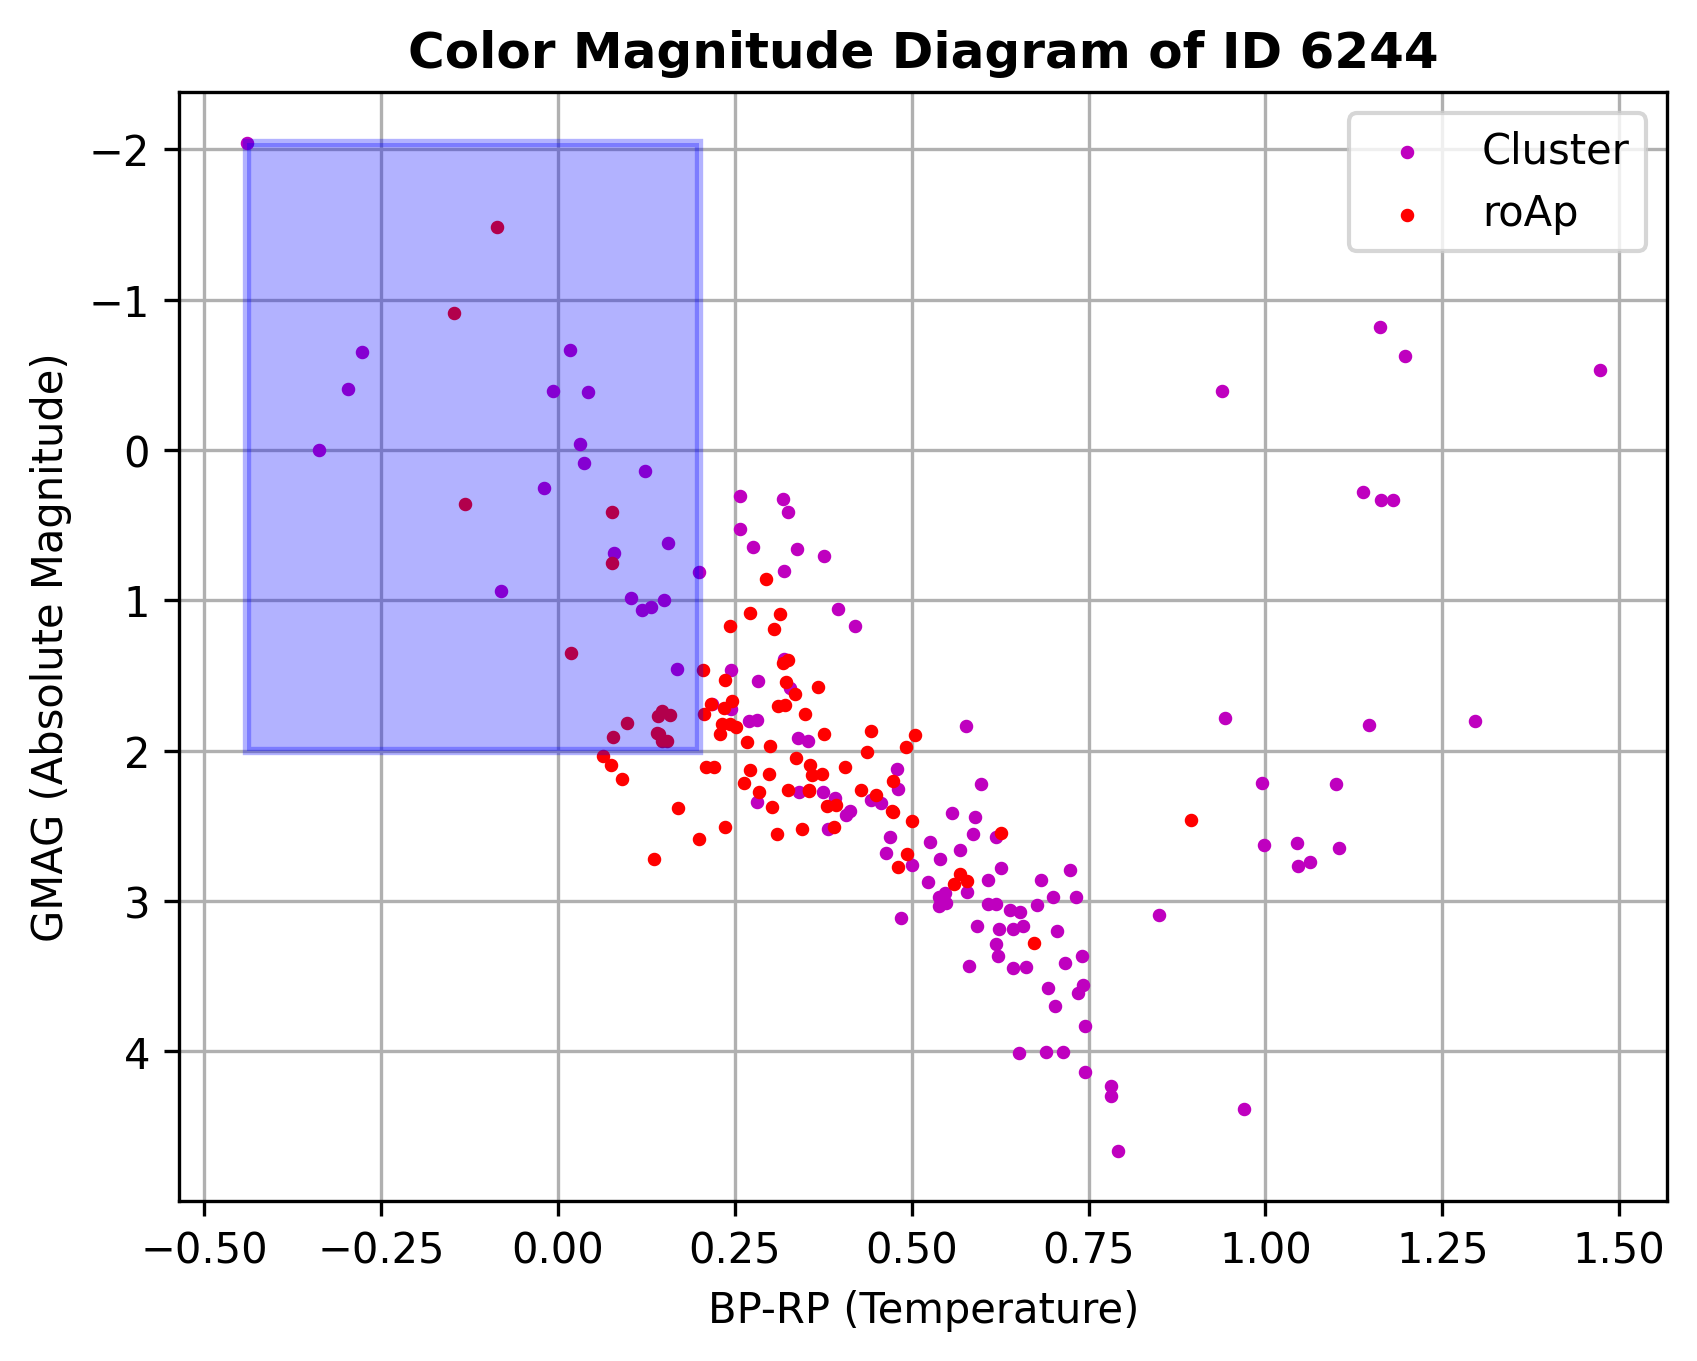 Color Magnitude Diagram of ID 6244
Cluster
roAp
−2
−1
0
1
2
3
4
GMAG (Absolute Magnitude)
−0.50 −0.25 0.00 0.25 0.50 0.75 1.00 1.25 1.50
BP-RP (Temperature)